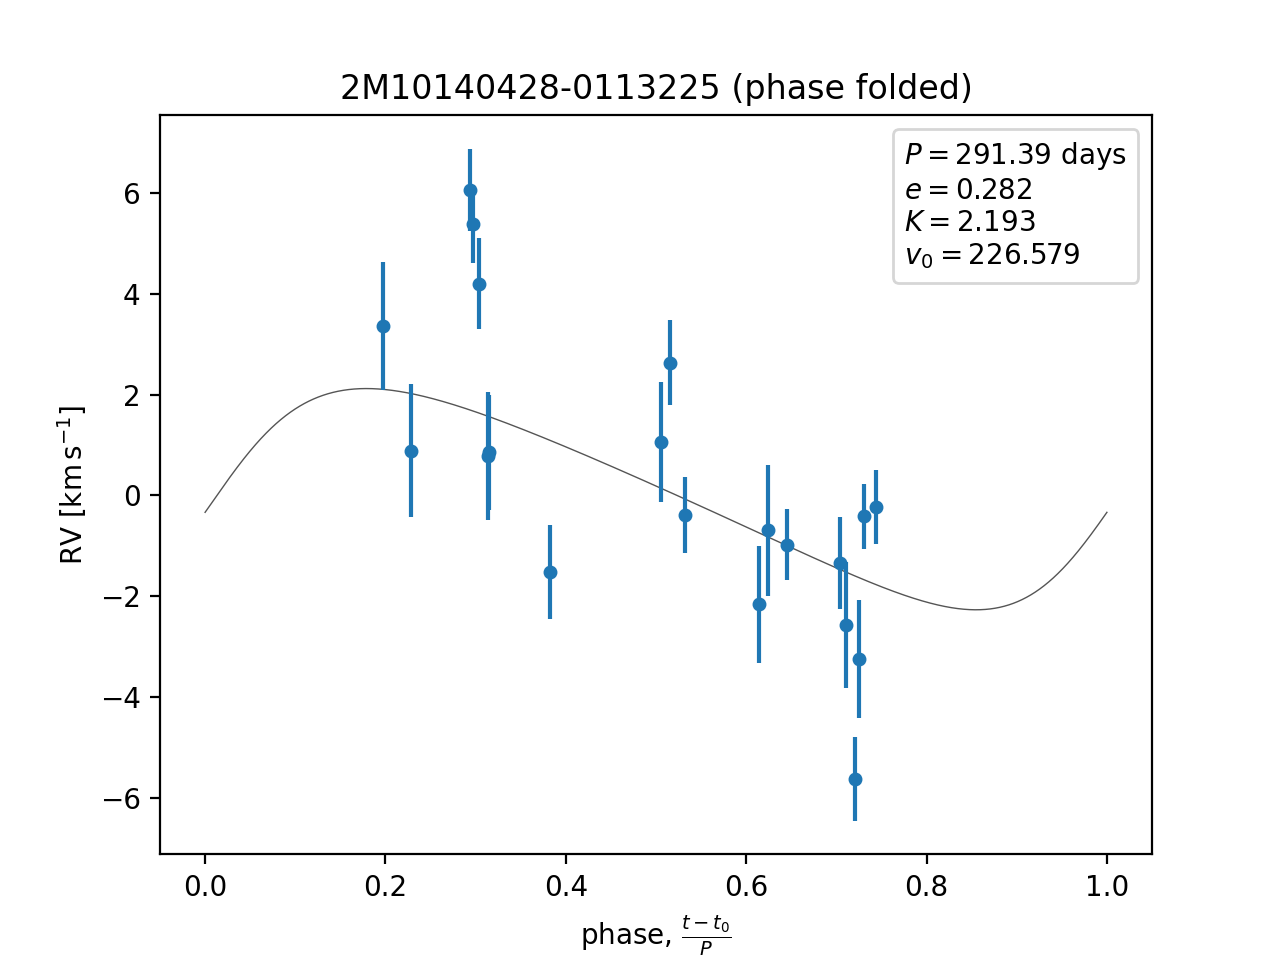 2M10140428-0113225 (phase folded)
P = 291.39 days
e = 0.282
K = 2.193
v₀ = 226.579
6
4
2
0
−2
−4
−6
RV [km s⁻¹]
0.0 0.2 0.4 0.6 0.8 1.0
phase, (t − t₀)/P